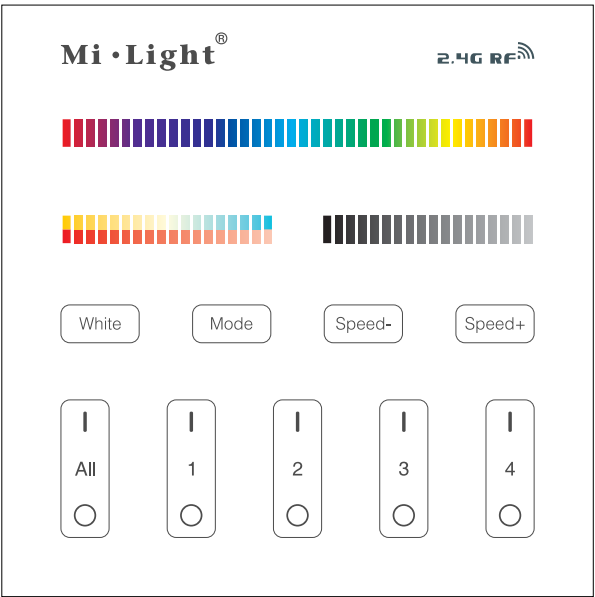 Mi·Light®
2.4G RF
White
Mode
Speed-
Speed+
All
1
2
3
4